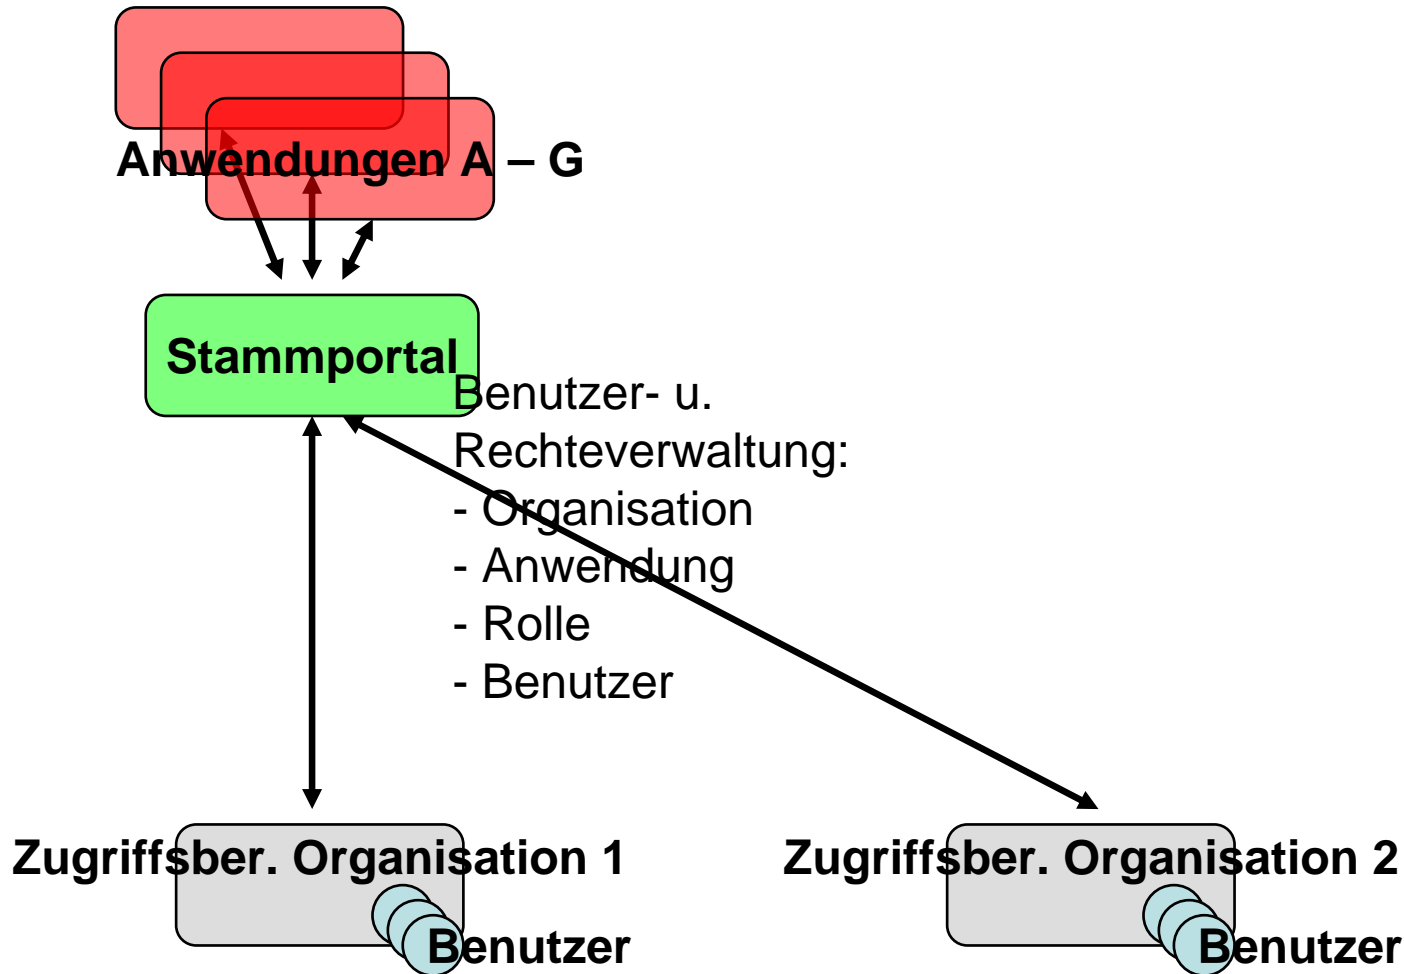 Anwendungen A – G
Stammportal
Benutzer- u.
Rechteverwaltung:
- Organisation
- Anwendung
- Rolle
- Benutzer
Zugriffsber. Organisation 1
Benutzer
Zugriffsber. Organisation 2
Benutzer